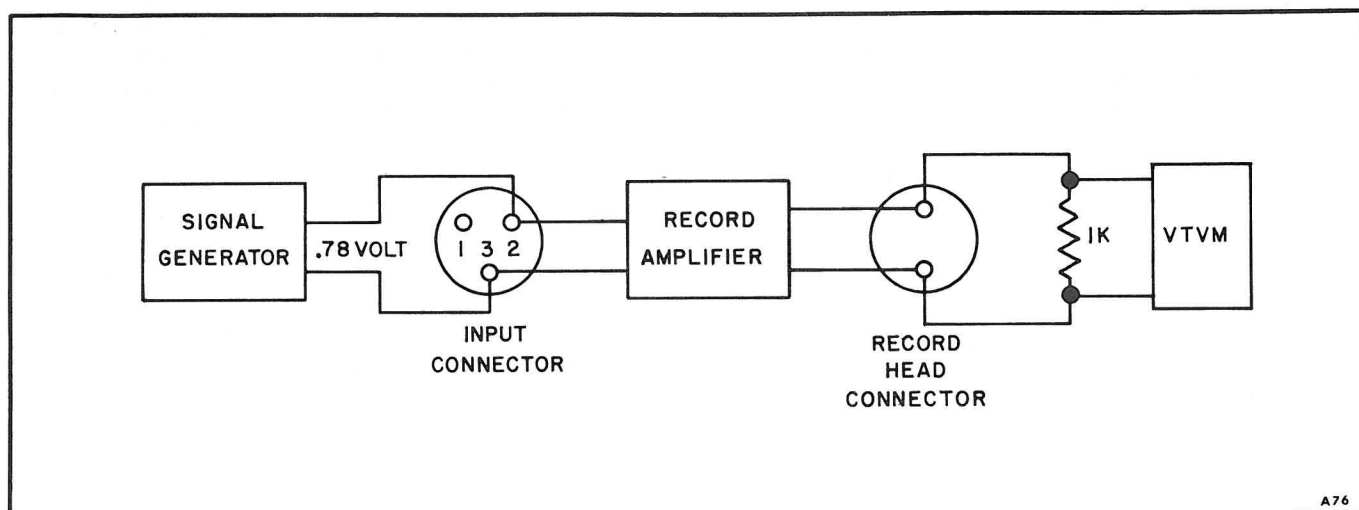 SIGNAL
GENERATOR
.78 VOLT
1 3 2
INPUT
CONNECTOR
RECORD
AMPLIFIER
RECORD
HEAD
CONNECTOR
1K
VTVM
A76